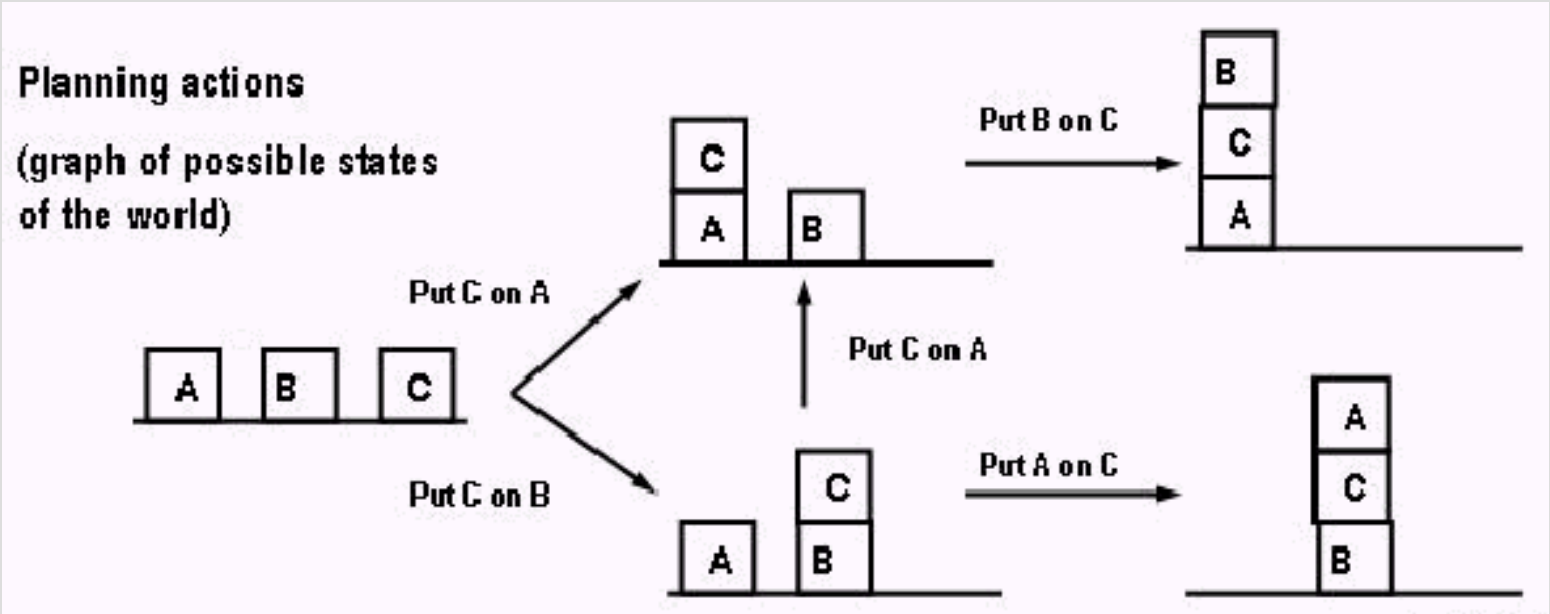 Planning actions
(graph of possible states
of the world)
Put C on A
Put C on B
A B C
C
A B
Put B on C
B
C
A
Put C on A
C
A B
Put A on C
A
C
B